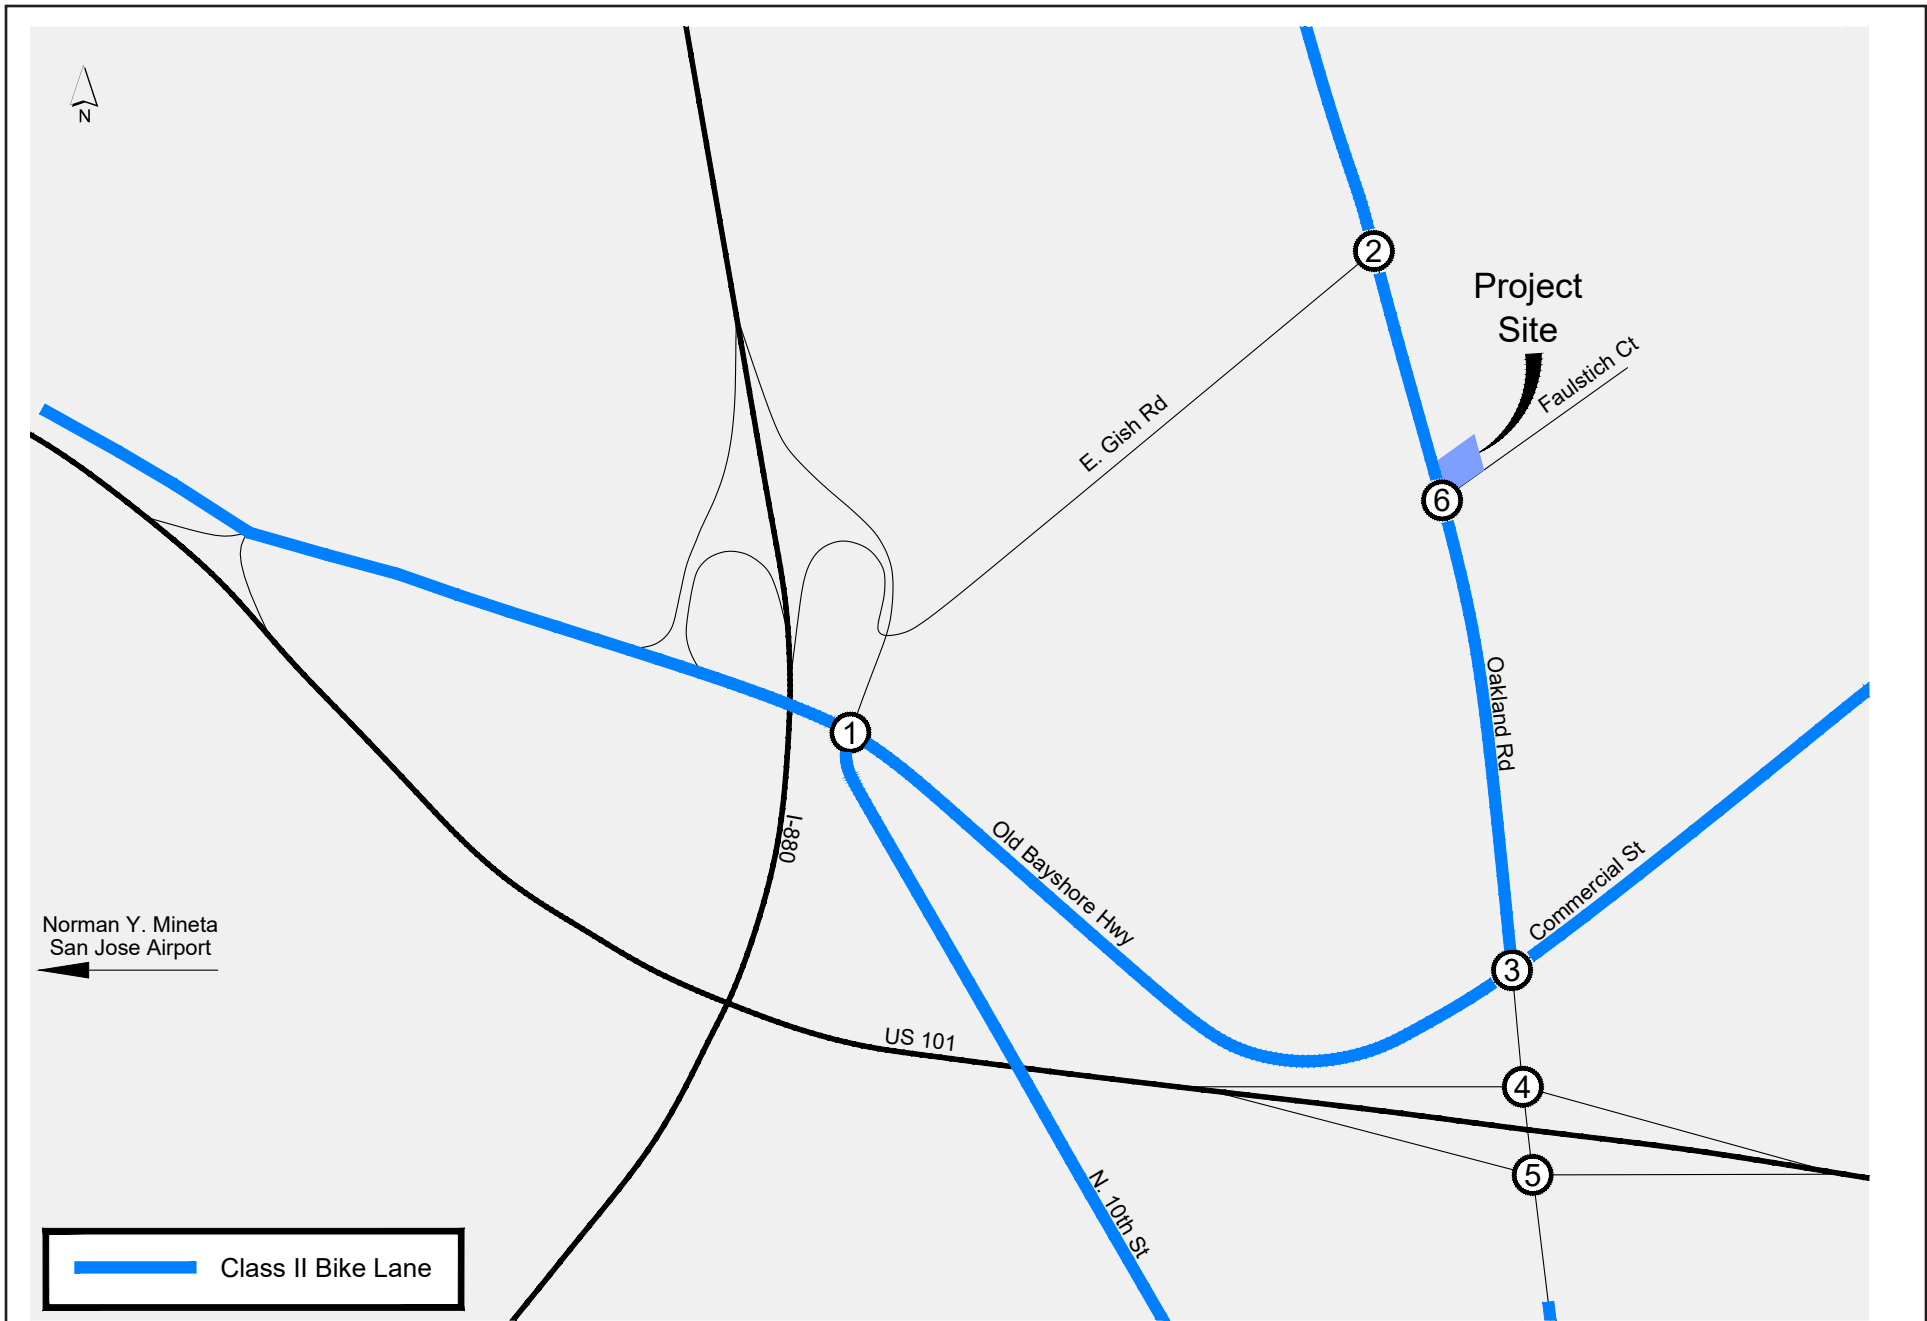 N
2
Project
Site
Faulstich Ct
E. Gish Rd
6
Oakland Rd
1
I-880
Old Bayshore Hwy
Commercial St
Norman Y. Mineta
San Jose Airport
3
US 101
4
5
N. 10th St
Class II Bike Lane